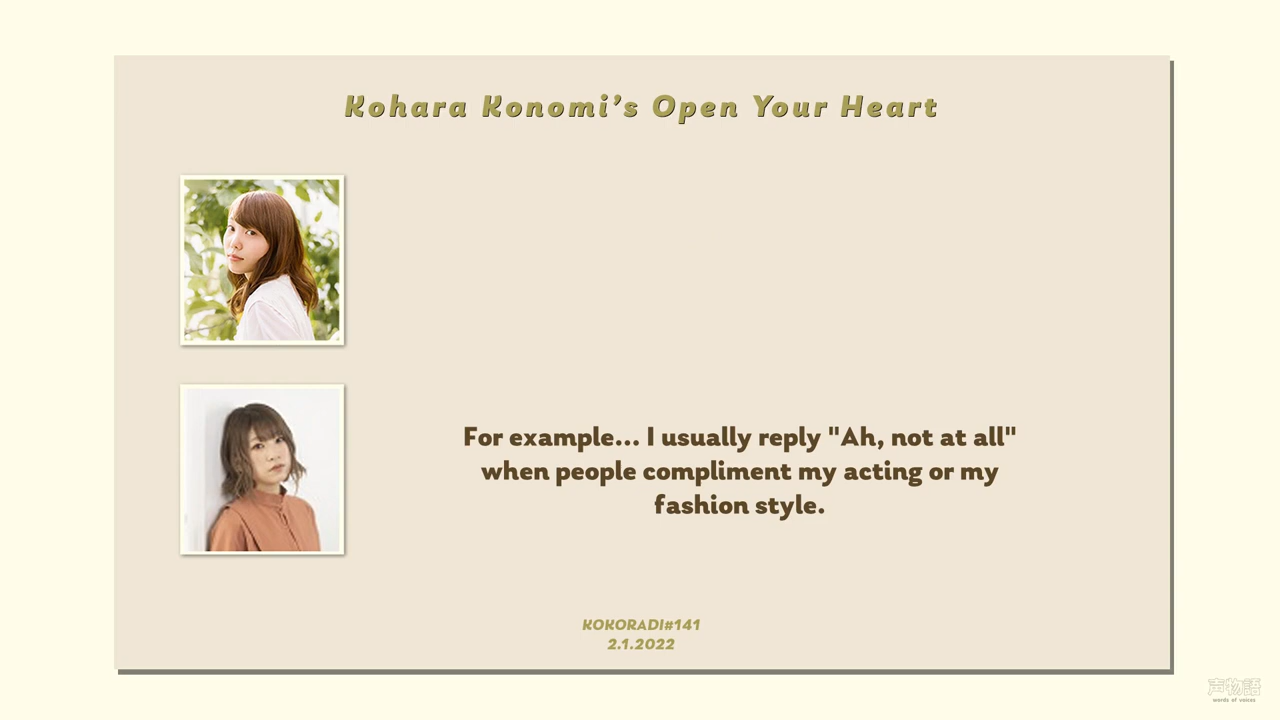 Kohara Konomi's Open Your Heart
For example... I usually reply "Ah, not at all"
when people compliment my acting or my
fashion style.
KOKORADI#141
2.1.2022
声物語
words of voices